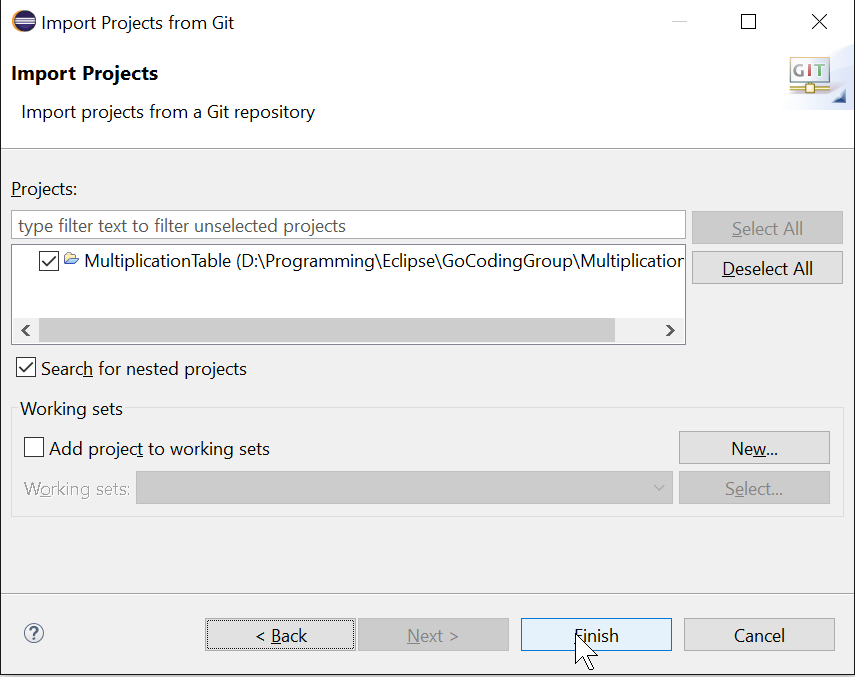 Import Projects from Git
Import Projects
GIT
Import projects from a Git repository
Projects:
type filter text to filter unselected projects
Select All
MultiplicationTable (D:\Programming\Eclipse\GoCodingGroup\Multiplication
Deselect All
Search for nested projects
Working sets
Add project to working sets
New...
Working sets:
Select...
?
< Back
Next >
Finish
Cancel